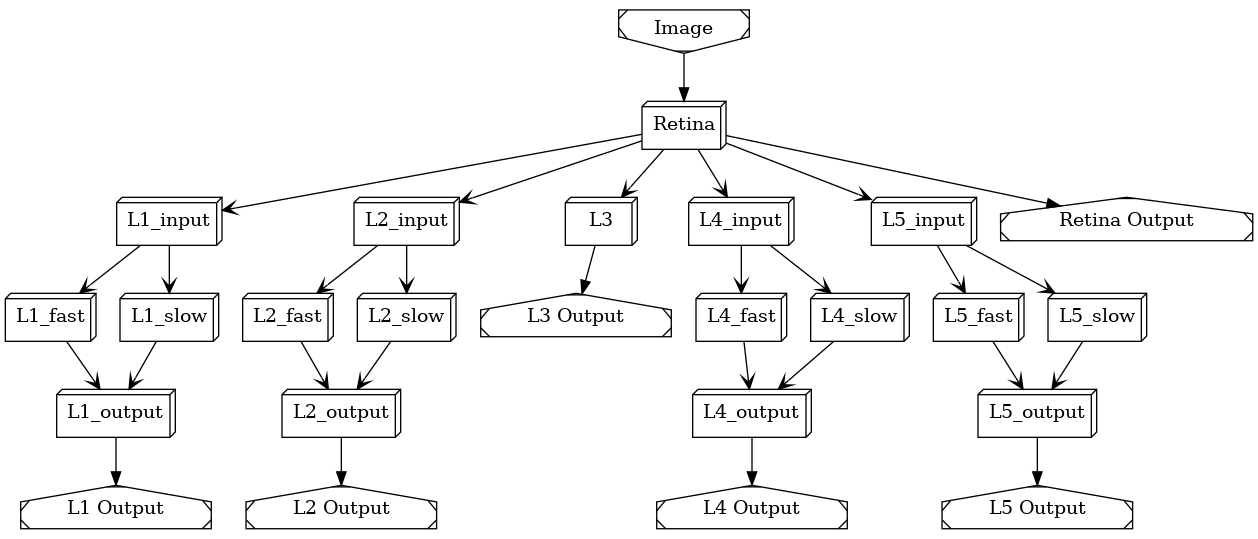 Image
Retina
L1_input
L2_input
L3
L4_input
L5_input
Retina Output
L1_fast
L1_slow
L2_fast
L2_slow
L3 Output
L4_fast
L4_slow
L5_fast
L5_slow
L1_output
L2_output
L4_output
L5_output
L1 Output
L2 Output
L4 Output
L5 Output